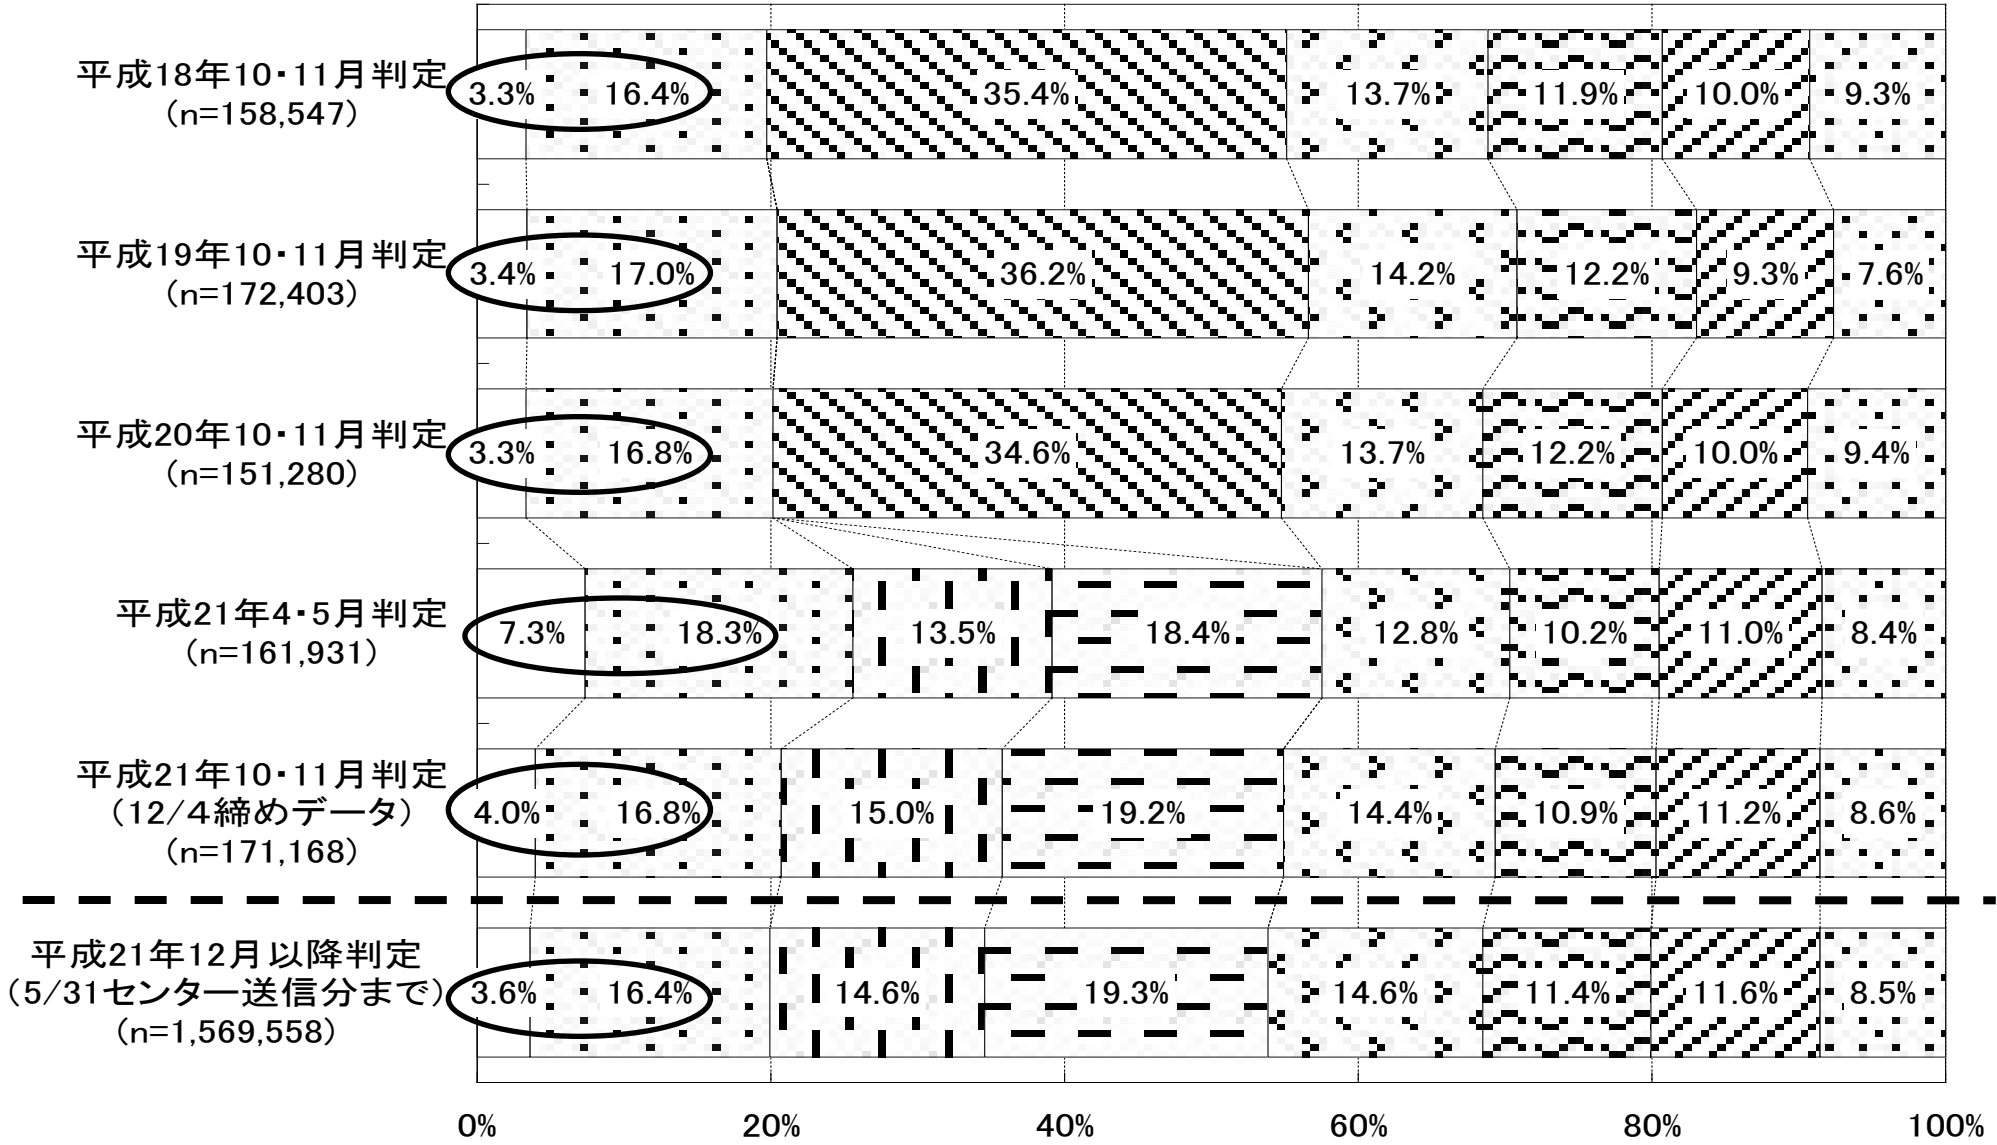 平成18年10・11月判定
(n=158,547)
3.3% 16.4% 35.4% 13.7% 11.9% 10.0% 9.3%
平成19年10・11月判定
(n=172,403)
3.4% 17.0% 36.2% 14.2% 12.2% 9.3% 7.6%
平成20年10・11月判定
(n=151,280)
3.3% 16.8% 34.6% 13.7% 12.2% 10.0% 9.4%
平成21年4・5月判定
(n=161,931)
7.3% 18.3% 13.5% 18.4% 12.8% 10.2% 11.0% 8.4%
平成21年10・11月判定
(12/4締めデータ)
(n=171,168)
4.0% 16.8% 15.0% 19.2% 14.4% 10.9% 11.2% 8.6%
平成21年12月以降判定
(5/31センター送信分まで)
(n=1,569,558)
3.6% 16.4% 14.6% 19.3% 14.6% 11.4% 11.6% 8.5%
0% 20% 40% 60% 80% 100%